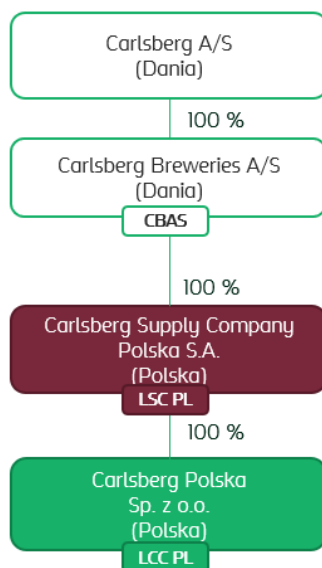 Carlsberg A/S
(Dania)
100 %
Carlsberg Breweries A/S
(Dania)
CBAS
100 %
Carlsberg Supply Company
Polska S.A.
(Polska)
LSC PL
100 %
Carlsberg Polska
Sp. z o.o.
(Polska)
LCC PL